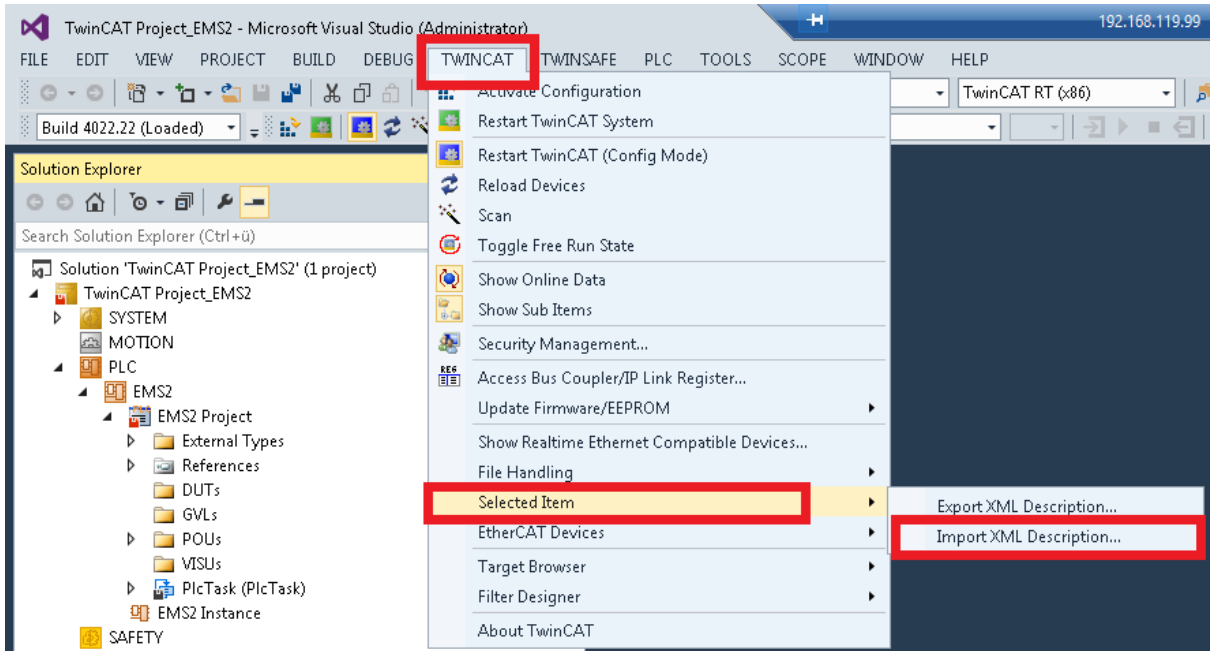 TwinCAT Project_EMS2 - Microsoft Visual Studio (Administrator)
192.168.119.99
FILE EDIT VIEW PROJECT BUILD DEBUG TWINCAT TWINSAFE PLC TOOLS SCOPE WINDOW HELP
TwinCAT RT (x86)
Build 4022.22 (Loaded)
Solution Explorer
Search Solution Explorer (Ctrl+ü)
Solution 'TwinCAT Project_EMS2' (1 project)
TwinCAT Project_EMS2
SYSTEM
MOTION
PLC
EMS2
EMS2 Project
External Types
References
DUTs
GVLs
POUs
VISUs
PlcTask (PlcTask)
EMS2 Instance
SAFETY
Activate Configuration
Restart TwinCAT System
Restart TwinCAT (Config Mode)
Reload Devices
Scan
Toggle Free Run State
Show Online Data
Show Sub Items
Security Management...
REG
Access Bus Coupler/IP Link Register...
Update Firmware/EEPROM
Show Realtime Ethernet Compatible Devices...
File Handling
Selected Item
EtherCAT Devices
Target Browser
Filter Designer
About TwinCAT
Export XML Description...
Import XML Description...